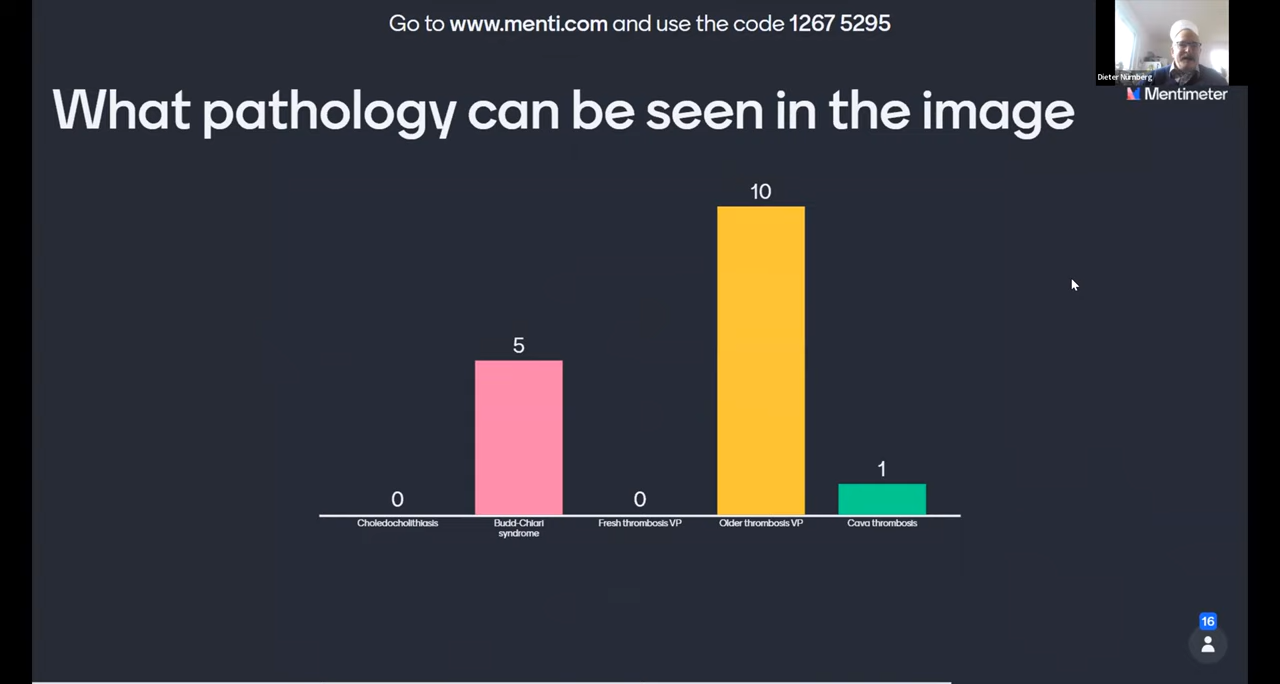 Go to www.menti.com and use the code 1267 5295
Dieter Nürnberg
Mentimeter
What pathology can be seen in the image
10
5
1
0
0
Choledocholithiasis
Budd-Chiari
syndrome
Fresh thrombosis VP
Older thrombosis VP
Cava thrombosis
16